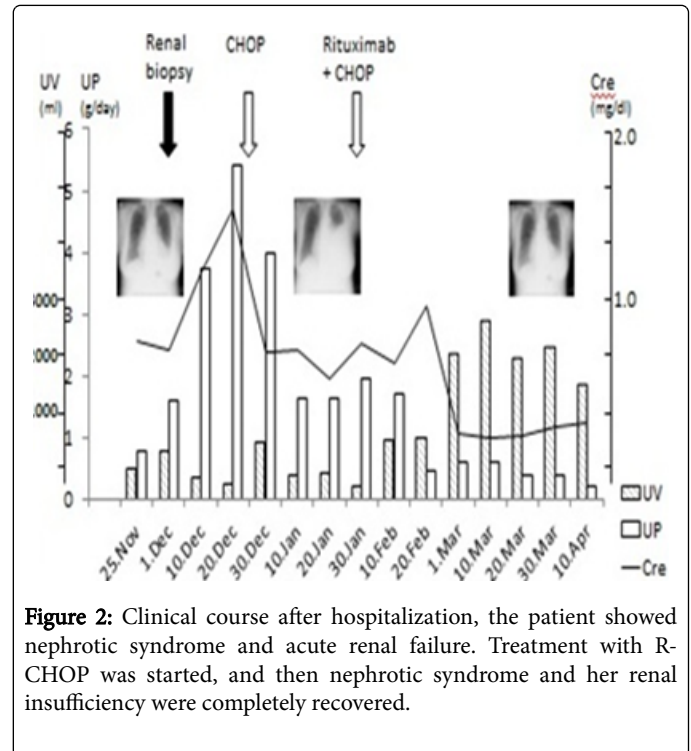 Renal
biopsy
CHOP
Rituximab
+ CHOP
UV UP
(ml) (g/day)
Cre
(mg/dl)
6
5
4
3
2
1
0
000
000
000
2.0
1.0
25.Nov
1.Dec
10.Dec
20.Dec
30.Dec
10.Jan
20.Jan
30.Jan
10.Feb
20.Feb
1.Mar
10.Mar
20.Mar
30.Mar
10.Apr
UV
UP
Cre
Figure 2: Clinical course after hospitalization, the patient showed
nephrotic syndrome and acute renal failure. Treatment with R-
CHOP was started, and then nephrotic syndrome and her renal
insufficiency were completely recovered.